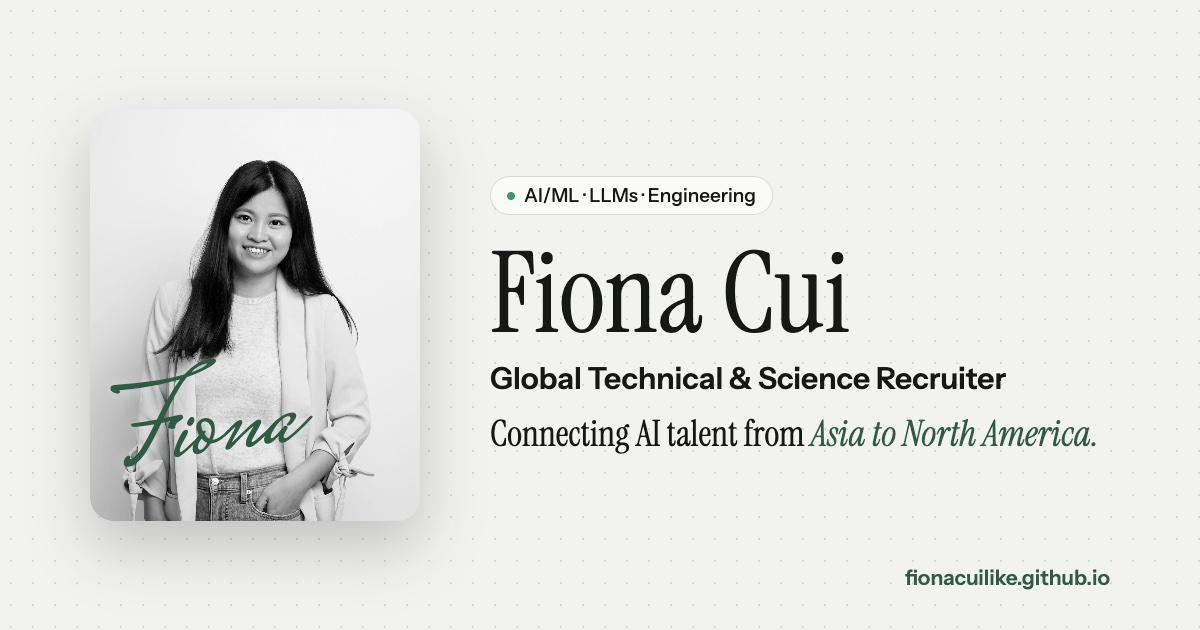 AI/ML · LLMs · Engineering
Fiona Cui
Global Technical & Science Recruiter
Connecting AI talent from Asia to North America.
Fiona
fionacuilike.github.io